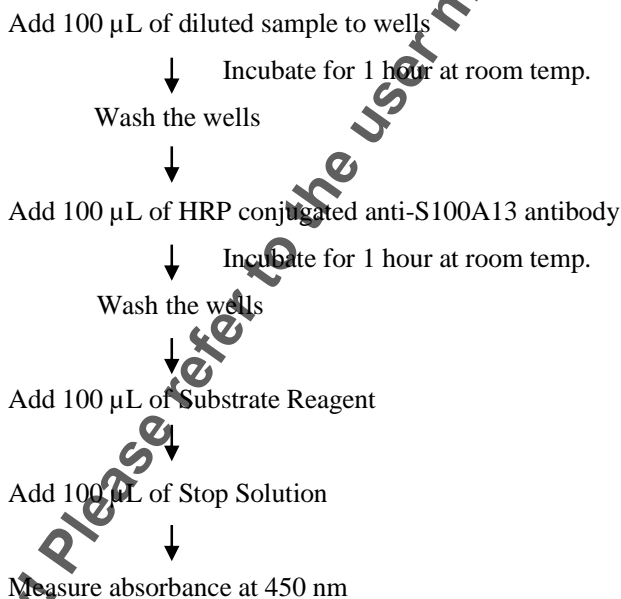 Add 100 µL of diluted sample to wells
Incubate for 1 hour at room temp.
Wash the wells
Add 100 µL of HRP conjugated anti-S100A13 antibody
Incubate for 1 hour at room temp.
Wash the wells
Add 100 µL of Substrate Reagent
Add 100 µL of Stop Solution
Measure absorbance at 450 nm
Please refer to the user